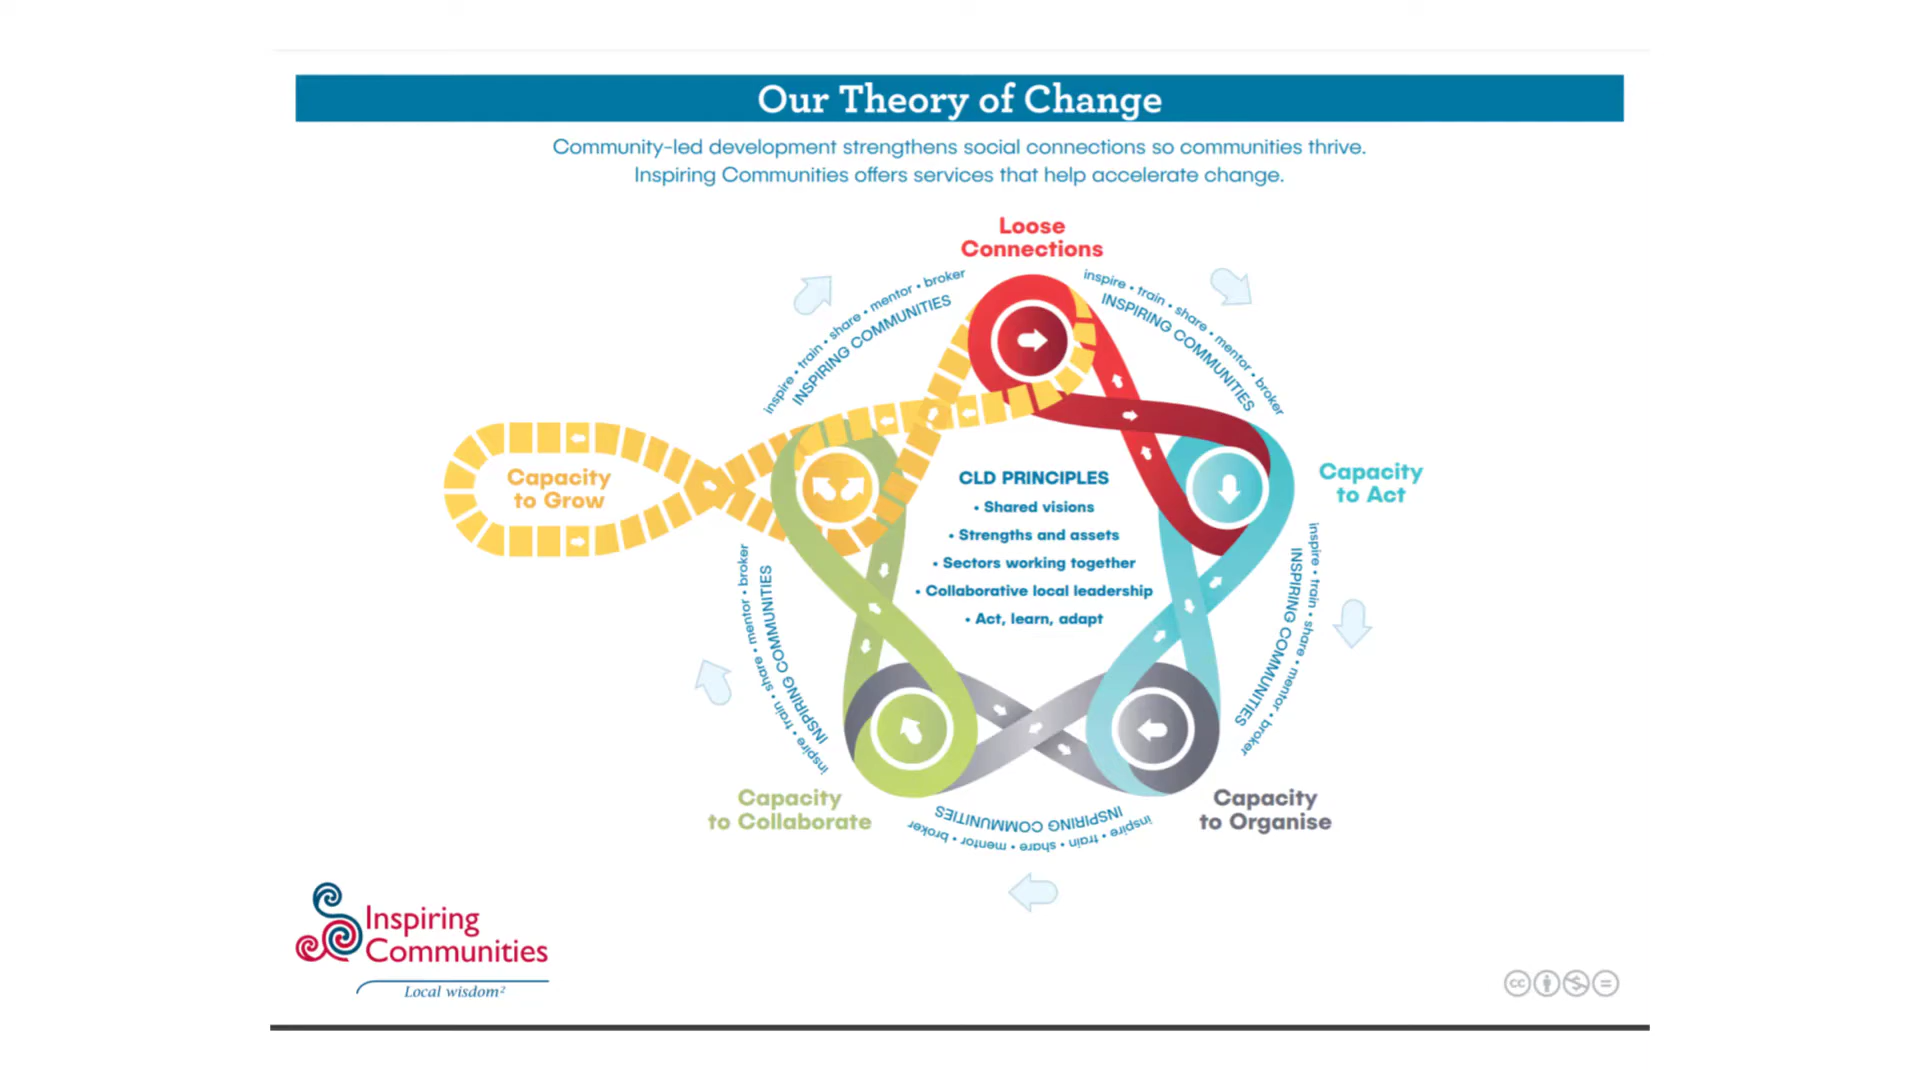 Our Theory of Change
Community-led development strengthens social connections so communities thrive.
Inspiring Communities offers services that help accelerate change.
Loose
Connections
inspire • train • share • mentor • broker
INSPIRING COMMUNITIES
inspire • train • share • mentor • broker
INSPIRING COMMUNITIES
Capacity
to Grow
CLD PRINCIPLES
• Shared visions
• Strengths and assets
• Sectors working together
• Collaborative local leadership
• Act, learn, adapt
Capacity
to Act
inspire • train • share • mentor • broker
INSPIRING COMMUNITIES
inspire • train • share • mentor • broker
INSPIRING COMMUNITIES
Capacity
to Collaborate
INSPIRING COMMUNITIES
inspire • train • share • mentor • broker
Capacity
to Organise
Inspiring
Communities
Local wisdom²
cc